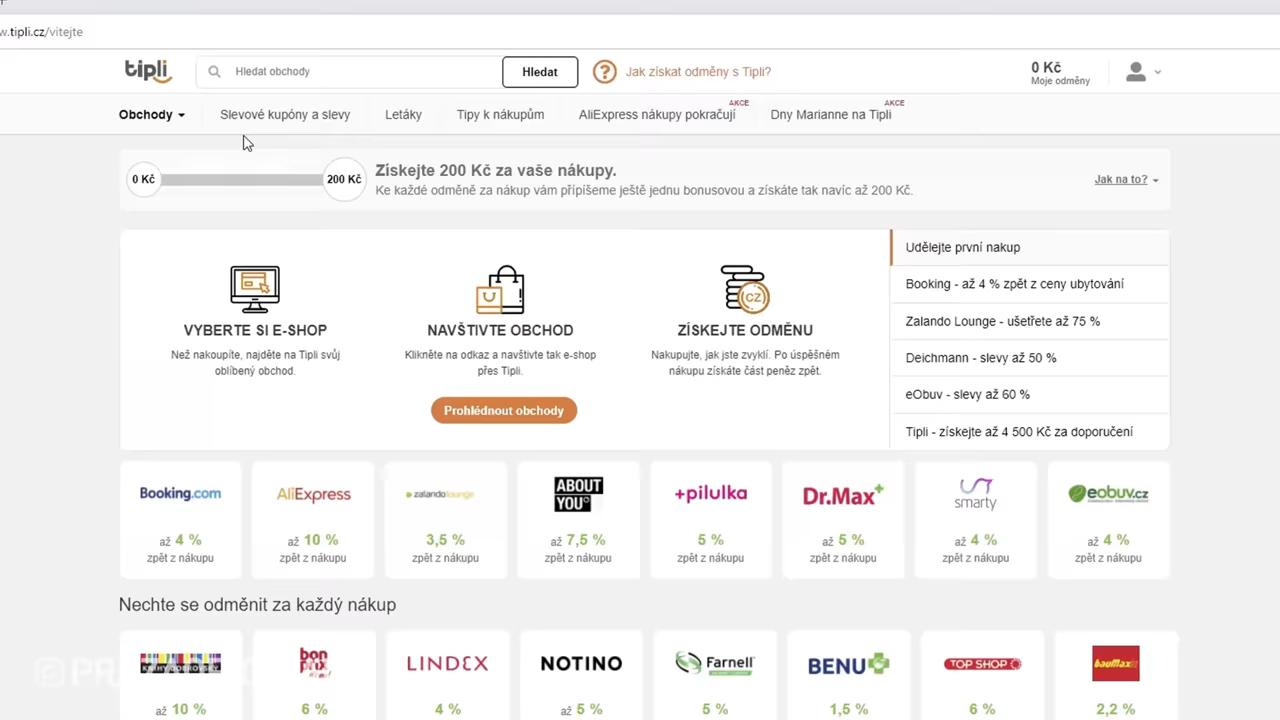 w.tipli.cz/vitejte
tipli
Hledat obchody
Hledat
? Jak získat odměny s Tipli?
0 Kč
Moje odměny
Obchody
Slevové kupóny a slevy
Letáky
Tipy k nákupům
AliExpress nákupy pokračují
AKCE
Dny Marianne na Tipli
AKCE
0 Kč
200 Kč
Získejte 200 Kč za vaše nákupy.
Ke každé odměně za nákup vám připíšeme ještě jednu bonusovou a získáte tak navíc až 200 Kč.
Jak na to?
CZ
VYBERTE SI E-SHOP
Než nakoupíte, najděte na Tipli svůj
oblíbený obchod.
NAVŠTIVTE OBCHOD
Klikněte na odkaz a navštivte tak e-shop
přes Tipli.
Prohlédnout obchody
ZÍSKEJTE ODMĚNU
Nakupujte, jak jste zvyklí. Po úspěšném
nákupu získáte část peněz zpět.
Udělejte první nakup
Booking - až 4 % zpět z ceny ubytování
Zalando Lounge - ušetřete až 75 %
Deichmann - slevy až 50 %
eObuv - slevy až 60 %
Tipli - získejte až 4 500 Kč za doporučení
Booking.com
až 4 %
zpět z nákupu
AliExpress
až 10 %
zpět z nákupu
zalandolounge
3,5 %
zpět z nákupu
ABOUT
YOU°
až 7,5 %
zpět z nákupu
+pilulka
5 %
zpět z nákupu
Dr.Max+
až 5 %
zpět z nákupu
smarty
až 4 %
zpět z nákupu
eobuv.cz
až 4 %
zpět z nákupu
Nechte se odměnit za každý nákup
KNIHY DOBROVSKÝ
až 10 %
bon
6 %
LINDEX
4 %
NOTINO
až 5 %
Farnell
5 %
BENU
1,5 %
TOP SHOP
6 %
bauMax
2,2 %